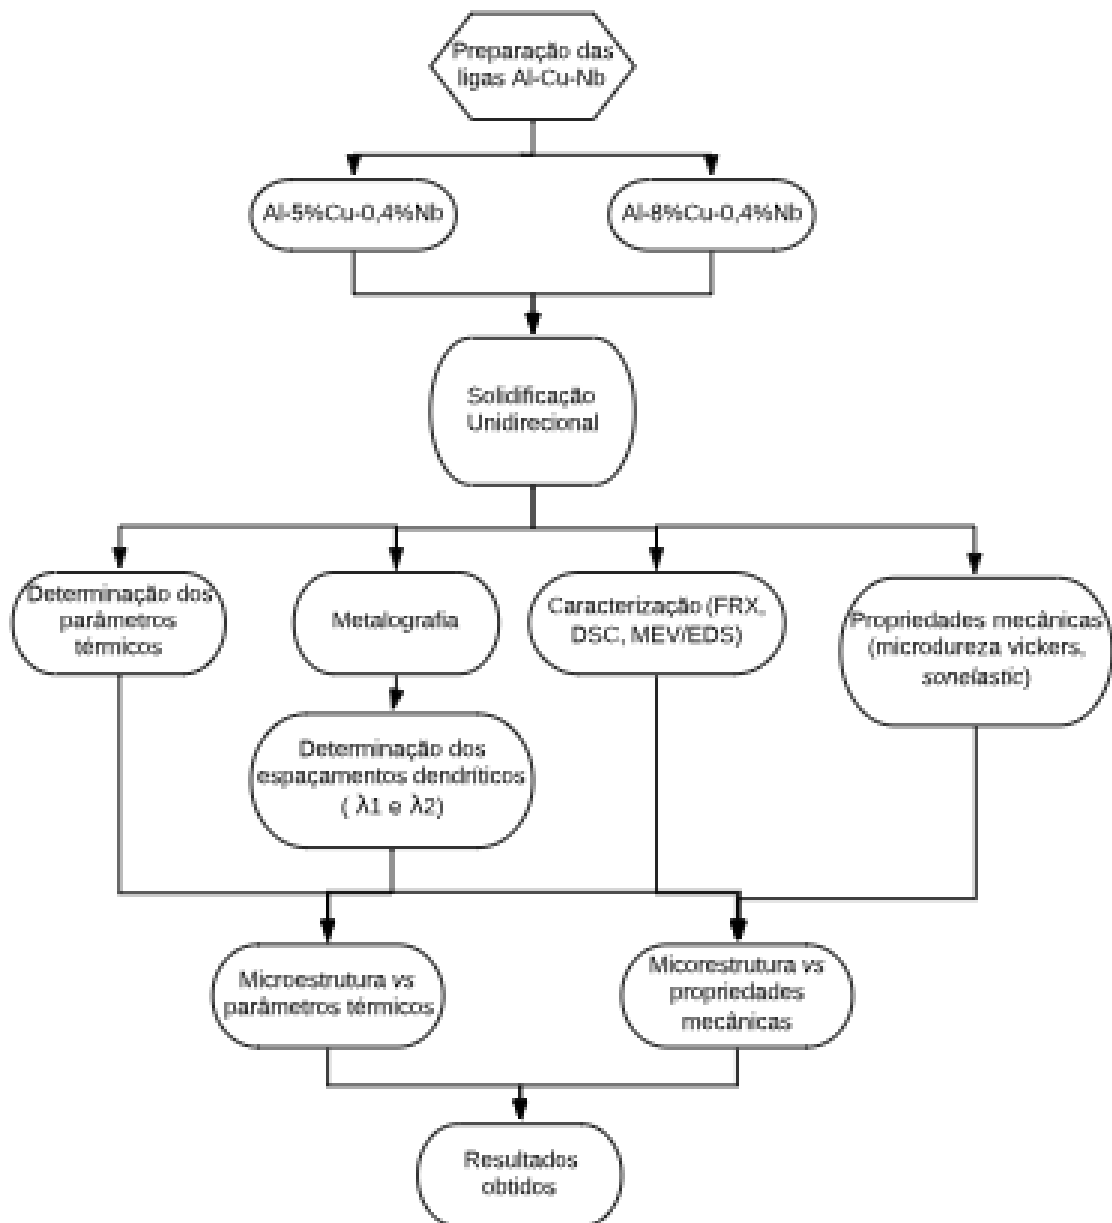 Preparação das
ligas Al-Cu-Nb
Al-5%Cu-0,4%Nb
Al-8%Cu-0,4%Nb
Solidificação
Unidirecional
Determinação dos
parâmetros
térmicos
Metalografia
Caracterização (FRX,
DSC, MEV/EDS)
Propriedades mecânicas
(microdureza vickers,
sonelastic)
Determinação dos
espaçamentos dendríticos
( λ1 e λ2)
Microestrutura vs
parâmetros térmicos
Micorestrutura vs
propriedades
mecânicas
Resultados
obtidos